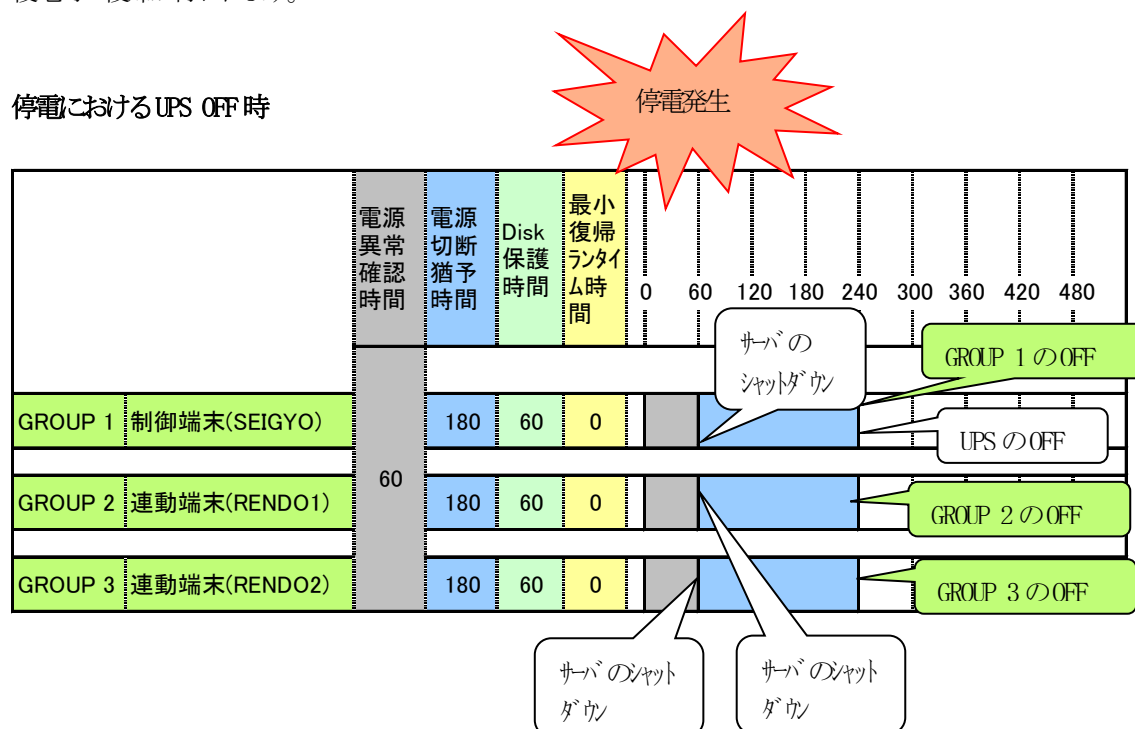 停電におけるUPS OFF時
停電発生
電源
異常
確認
時間
電源
切断
猶予
時間
Disk
保護
時間
最小
復帰
ランタイ
ム時
間
0 60 120 180 240 300 360 420 480
サーバの
シャットダウン
GROUP 1のOFF
GROUP 1 制御端末(SEIGYO) 180 60 0
UPSのOFF
60
GROUP 2 連動端末(RENDO1) 180 60 0
GROUP 2のOFF
GROUP 3 連動端末(RENDO2) 180 60 0
GROUP 3のOFF
サーバのシャット
ダウン
サーバのシャット
ダウン